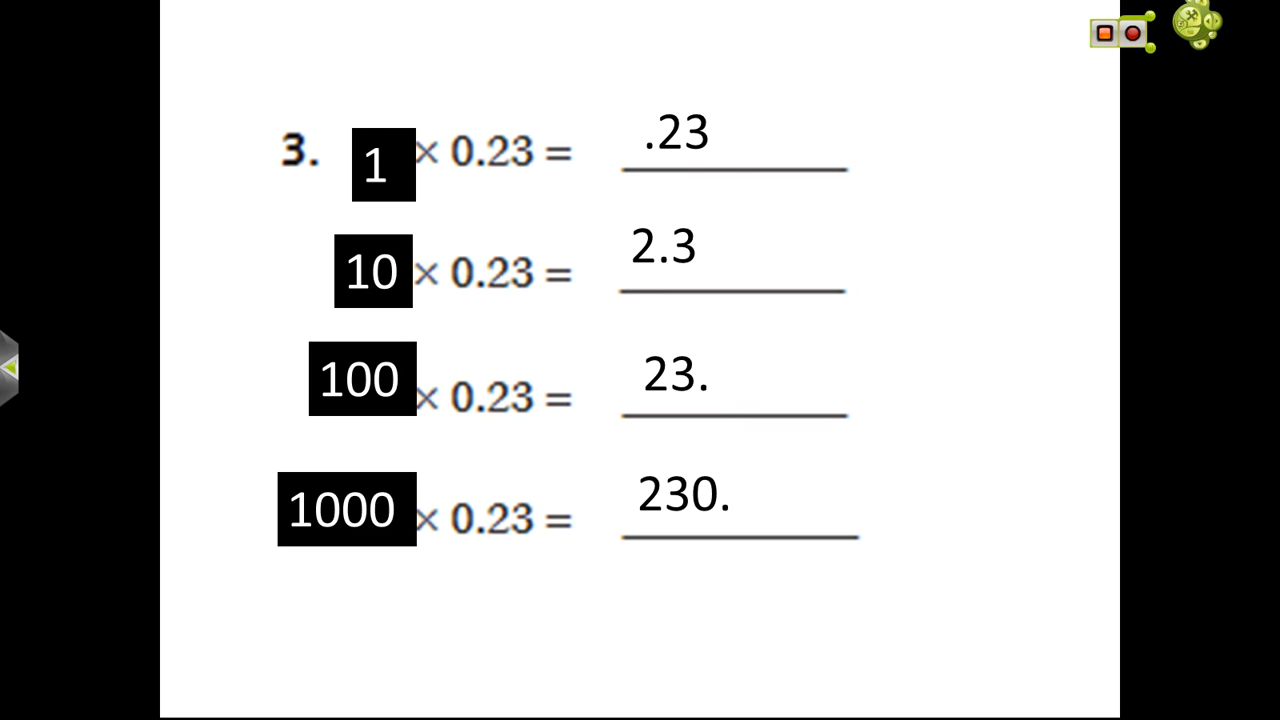 3. 1 × 0.23 = .23
10 × 0.23 = 2.3
100 × 0.23 = 23.
1000 × 0.23 = 230.